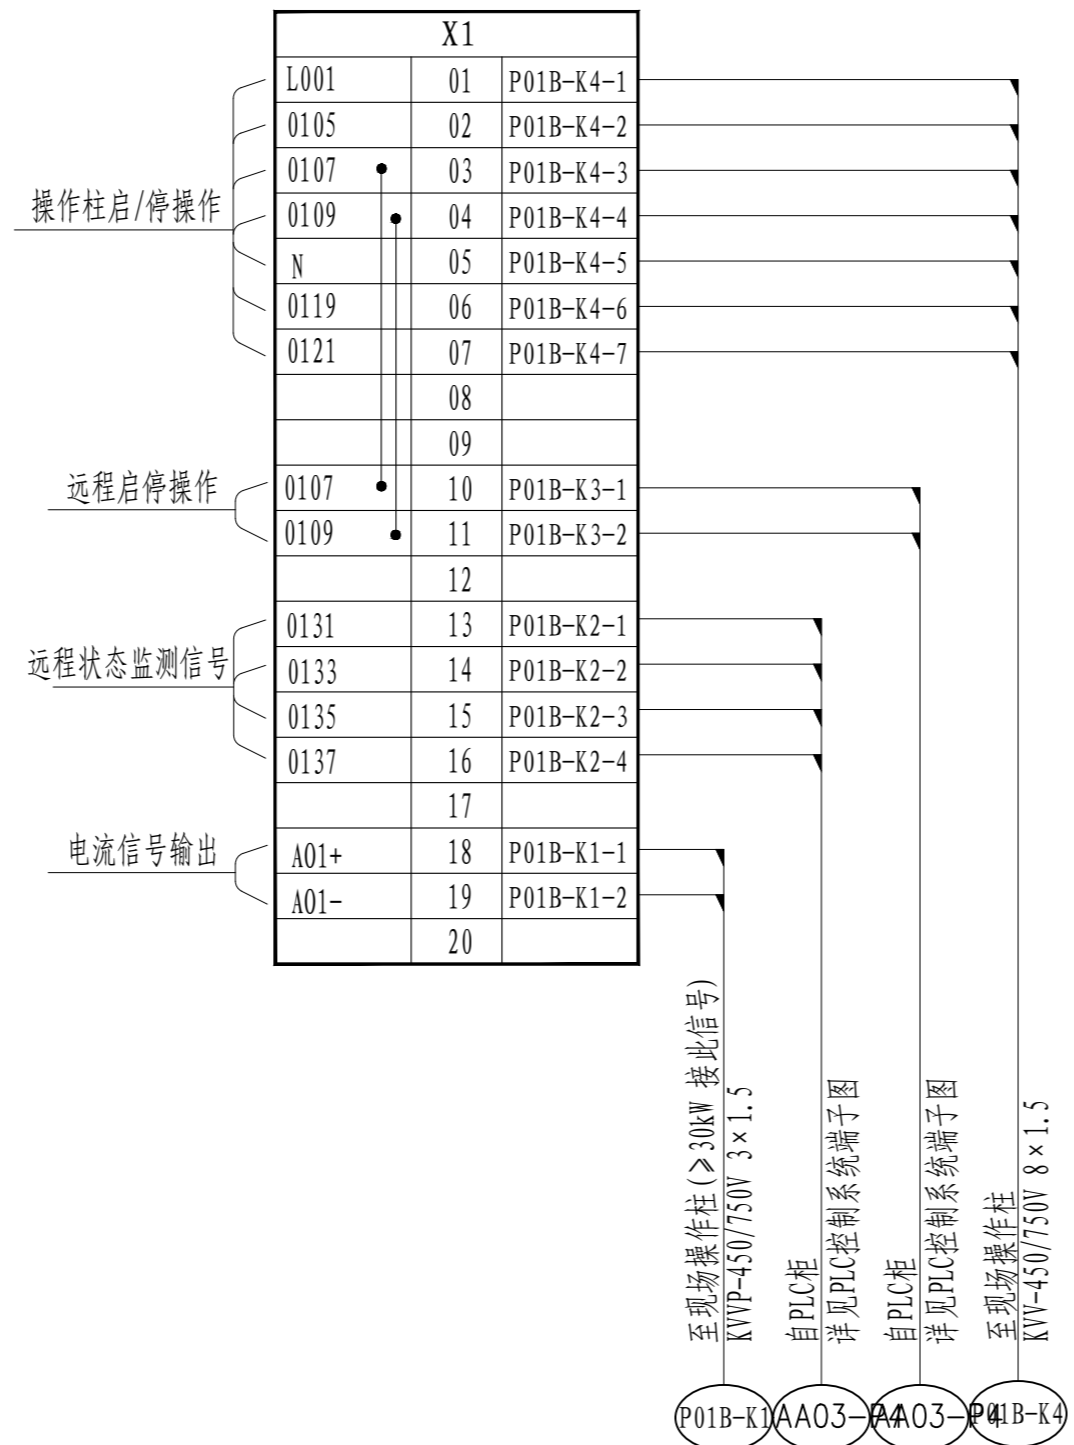 X1
L001 01 P01B-K4-1
0105 02 P01B-K4-2
0107 03 P01B-K4-3
操作柱启/停操作
0109 04 P01B-K4-4
N 05 P01B-K4-5
0119 06 P01B-K4-6
0121 07 P01B-K4-7
08
09
远程启停操作
0107 10 P01B-K3-1
0109 11 P01B-K3-2
12
0131 13 P01B-K2-1
远程状态监测信号
0133 14 P01B-K2-2
0135 15 P01B-K2-3
0137 16 P01B-K2-4
17
电流信号输出
A01+ 18 P01B-K1-1
A01- 19 P01B-K1-2
20
至现场操作柱(≥30kW 接此信号)
KVVP-450/750V 3×1.5
自PLC柜
详见PLC控制系统端子图
自PLC柜
详见PLC控制系统端子图
至现场操作柱
KVV-450/750V 8×1.5
P01B-K1
AA03-P4
AA03-P4
P01B-K4